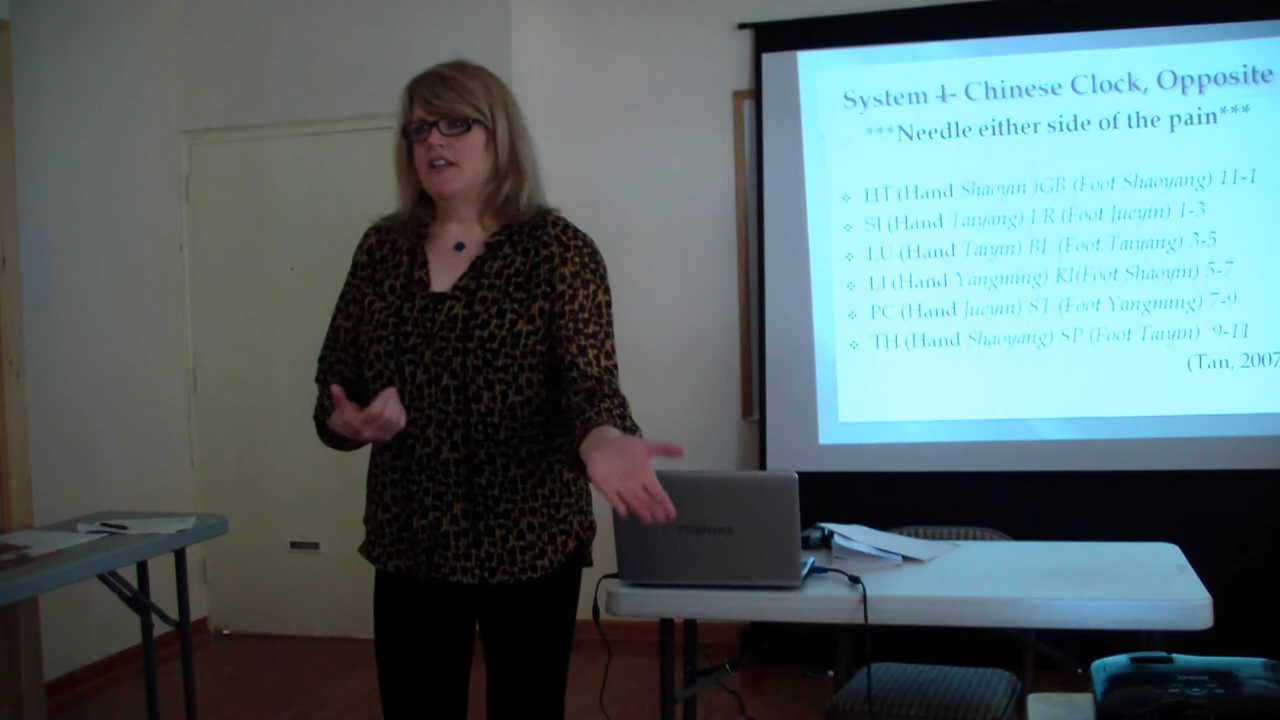 System 4- Chinese Clock, Opposite
***Needle either side of the pain***
❖ HT (Hand Shaoyin )GB (Foot Shaoyang) 11-1
❖ SI (Hand Taiyang) LR (Foot Jueyin) 1-3
❖ LU (Hand Taiyin) BL (Foot Taiyang) 3-5
❖ LI (Hand Yangming) KI(Foot Shaoyin) 5-7
❖ PC (Hand Jueyin) ST (Foot Yangming) 7-9
❖ TH (Hand Shaoyang) SP (Foot Taiyin) 9-11
(Tan, 2007
TOSHIBA
EPSON